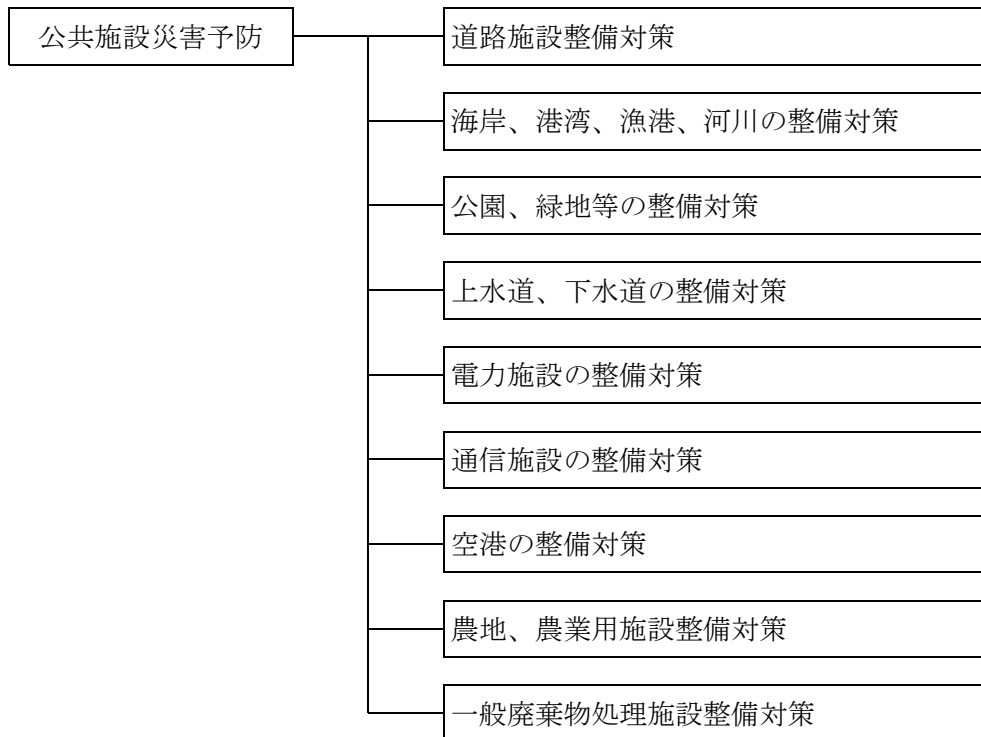 公共施設災害予防
道路施設整備対策
海岸、港湾、漁港、河川の整備対策
公園、緑地等の整備対策
上水道、下水道の整備対策
電力施設の整備対策
通信施設の整備対策
空港の整備対策
農地、農業用施設整備対策
一般廃棄物処理施設整備対策